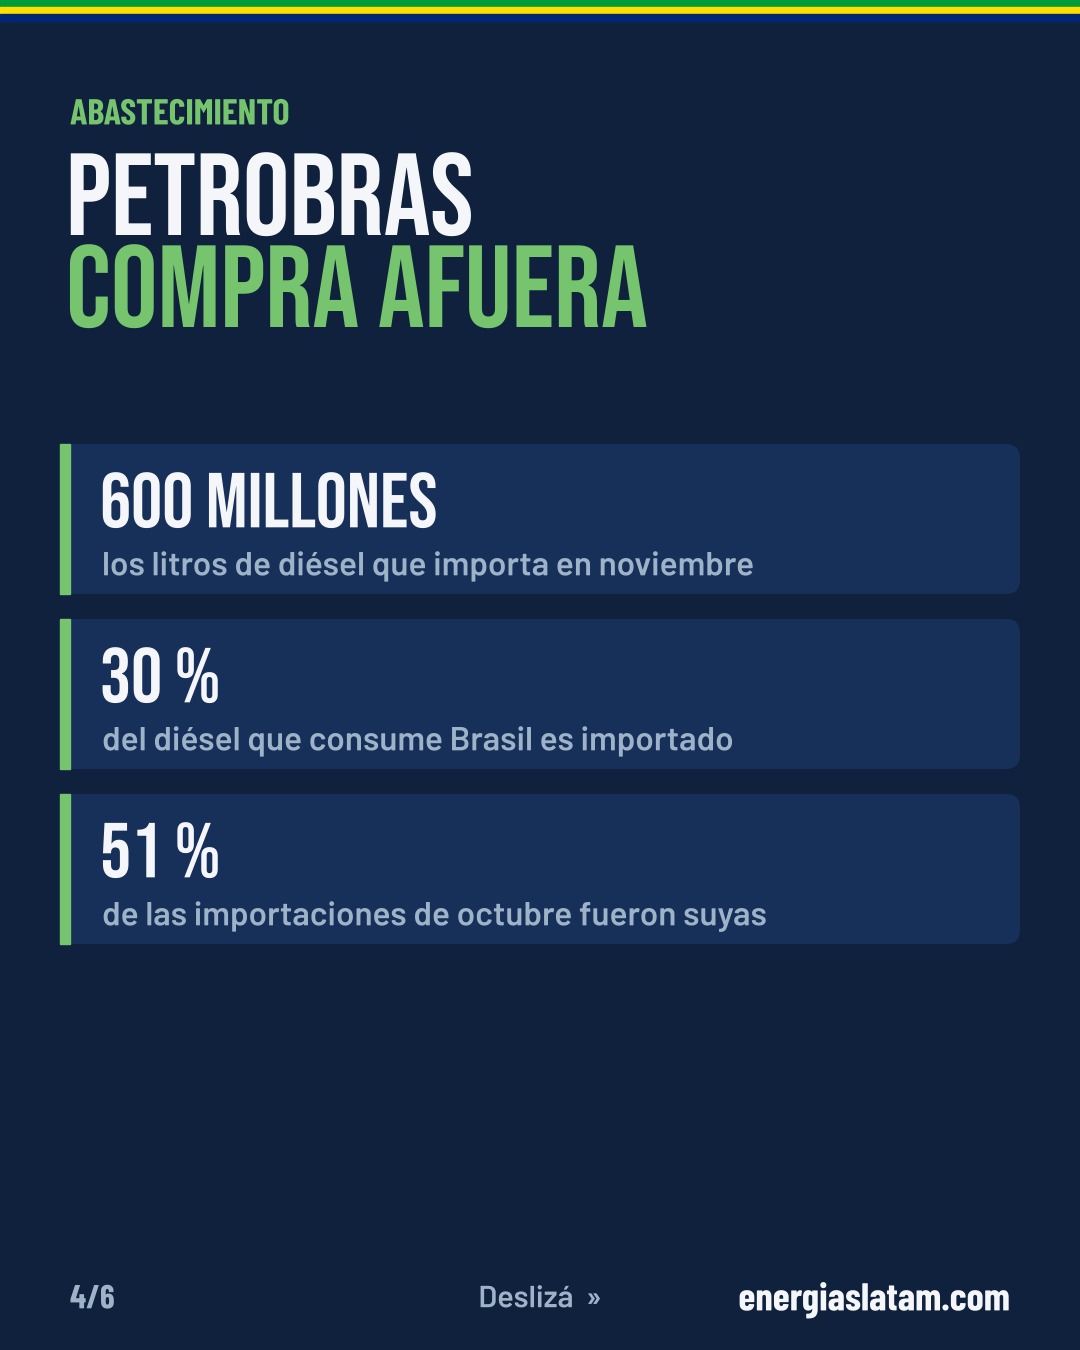 ABASTECIMIENTO
PETROBRAS
COMPRA AFUERA
600 MILLONES
los litros de diésel que importa en noviembre
30 %
del diésel que consume Brasil es importado
51 %
de las importaciones de octubre fueron suyas
4/6
Deslizá »
energiaslatam.com